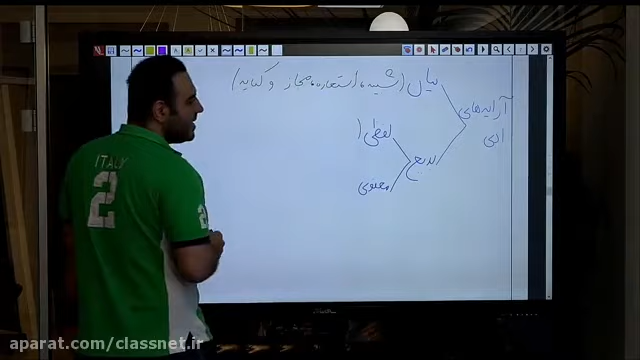 آرایه‌های
ادبی
بیان (تشبیه، استعاره، مجاز و کنایه)
بدیع
لفظی (
معنوی
ITALY
2
aparat.com/classnet.ir